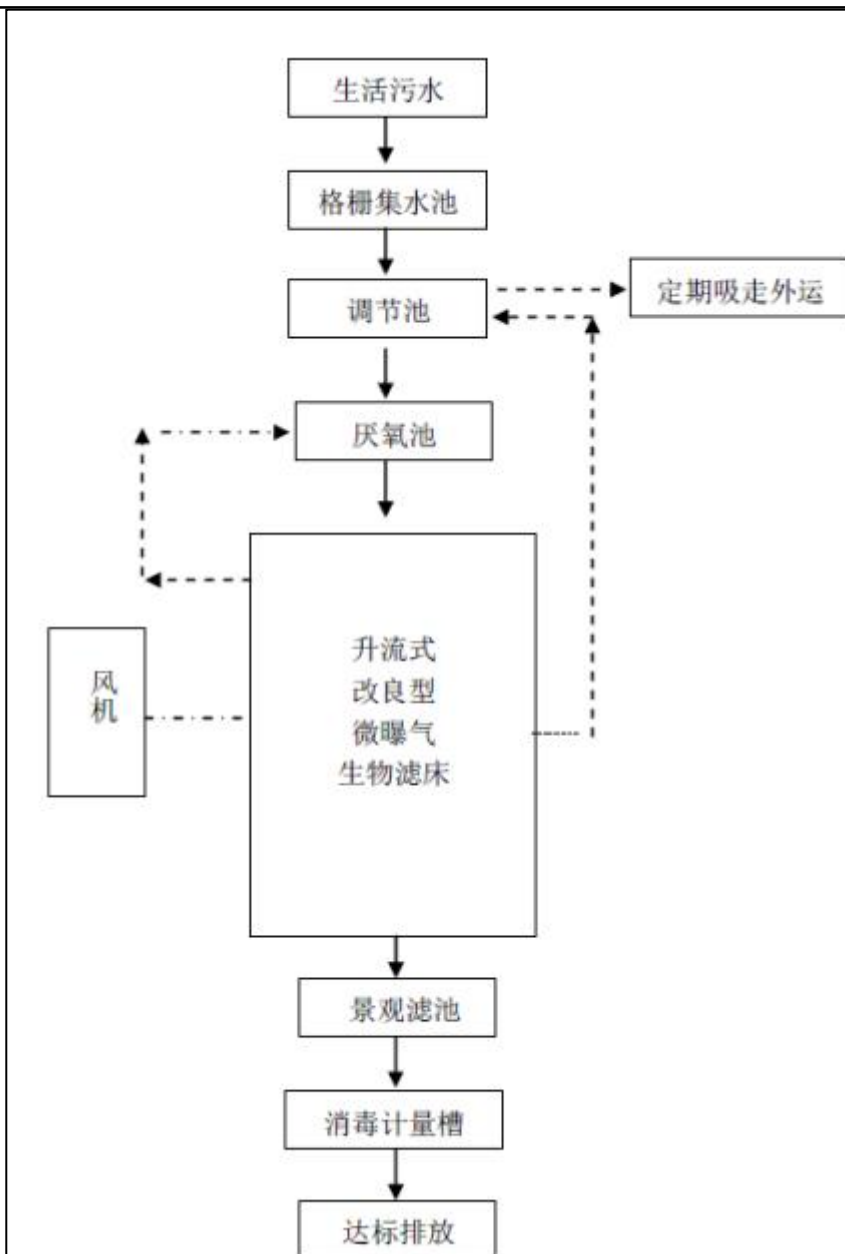 生活污水
格栅集水池
调节池
定期吸走外运
厌氧池
风
机
升流式
改良型
微曝气
生物滤床
景观滤池
消毒计量槽
达标排放